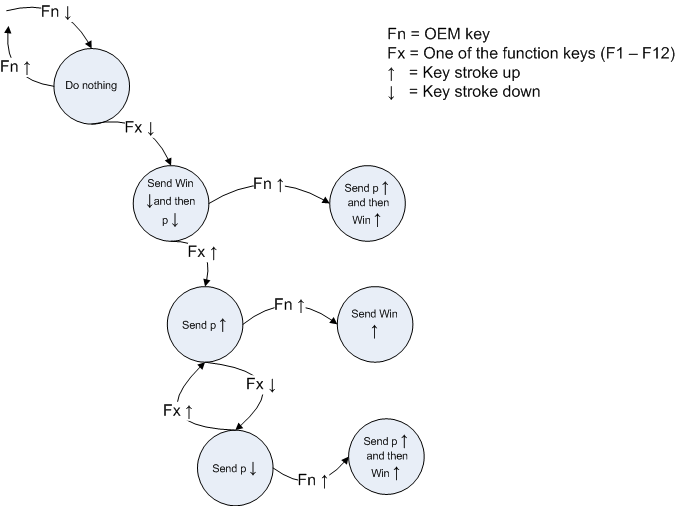 Fn ↓
Fn = OEM key
Fx = One of the function keys (F1 – F12)
↑ = Key stroke up
↓ = Key stroke down
Fn ↑
Do nothing
Fx ↓
Send Win
↓and then
p ↓
Fn ↑
Send p ↑
and then
Win ↑
Fx ↑
Send p ↑
Fn ↑
Send Win
↑
Fx ↓
Fx ↑
Send p ↓
Fn ↑
Send p ↑
and then
Win ↑